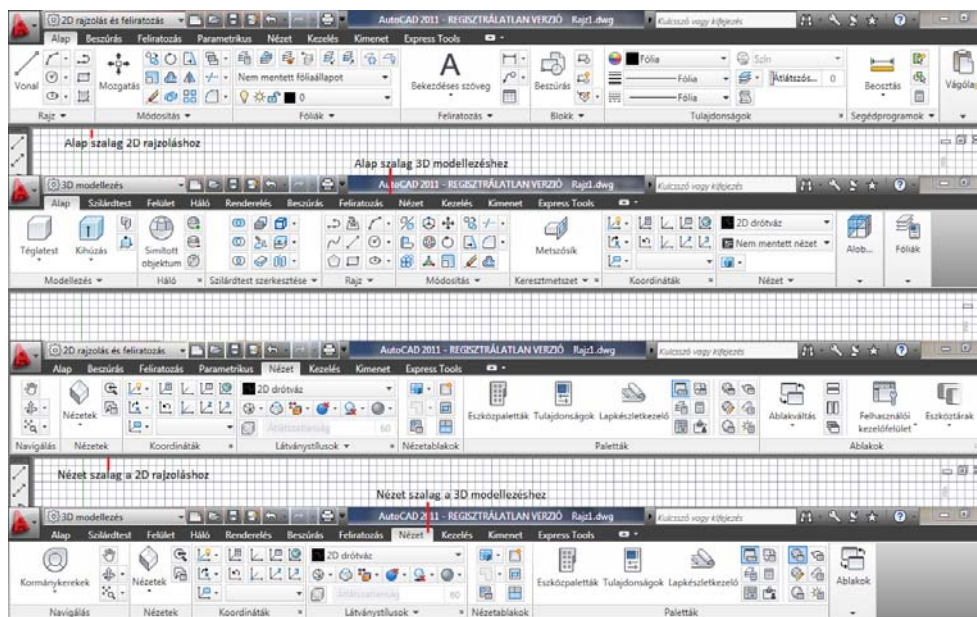 2D rajzolás és feliratozás AutoCAD 2011 - REGISZTRÁLATLAN VERZIÓ Rajz1.dwg Kulcsszó vagy kifejezés
Alap Beszúrás Feliratozás Parametrikus Nézet Kezelés Kimenet Express Tools
Fólia Szín
Vonal Mozgatás Nem mentett fóliaállapot Bekezdéses szöveg Beszúrás Fólia Átlátszós... 0 Beosztás Vágólap
0 Fólia
Rajz Módosítás Fóliák Feliratozás Blokk Tulajdonságok Segédprogramok
Alap szalag 2D rajzoláshoz
Alap szalag 3D modellezéshez
3D modellezés AutoCAD 2011 - REGISZTRÁLATLAN VERZIÓ Rajz1.dwg Kulcsszó vagy kifejezés
Alap Szilárdtest Felület Háló Renderelés Beszúrás Feliratozás Nézet Kezelés Kimenet Express Tools
2D drótváz
Téglatest Kihúzás Simított objektum Metszősík Nem mentett nézet Alob... Fóliák
Modellezés Háló Szilárdtest szerkesztése Rajz Módosítás Keresztmetszet Koordináták Nézet
2D rajzolás és feliratozás AutoCAD 2011 - REGISZTRÁLATLAN VERZIÓ Rajz1.dwg Kulcsszó vagy kifejezés
Alap Beszúrás Feliratozás Parametrikus Nézet Kezelés Kimenet Express Tools
2D drótváz
Nézetek Eszközpaletták Tulajdonságok Lapkészletkezelő Ablakváltás Felhasználói kezelőfelület Eszköztárak
Átlátszatlanság 60
Navigálás Nézetek Koordináták Látványstílusok Nézetablakok Paletták Ablakok
Nézet szalag a 2D rajzoláshoz
Nézet szalag a 3D modellezéshez
3D modellezés AutoCAD 2011 - REGISZTRÁLATLAN VERZIÓ Rajz1.dwg Kulcsszó vagy kifejezés
Alap Szilárdtest Felület Háló Renderelés Beszúrás Feliratozás Nézet Kezelés Kimenet Express Tools
2D drótváz
Kormánykerekek Nézetek Eszközpaletták Tulajdonságok Lapkészletkezelő Ablakok
Átlátszatlanság 60
Navigálás Nézetek Koordináták Látványstílusok Nézetablakok Paletták